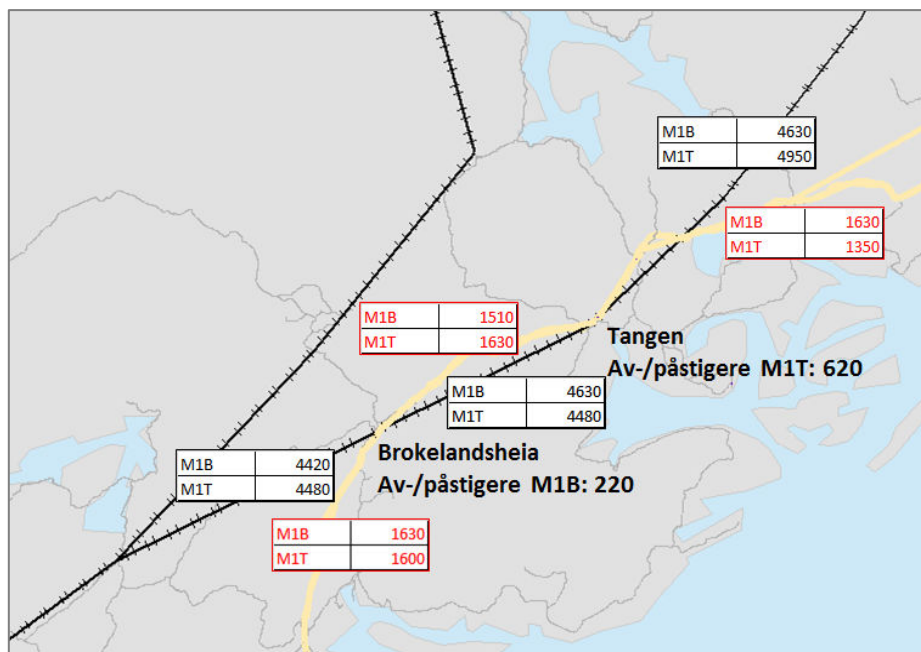 M1B 4630
M1T 4950
M1B 1630
M1T 1350
M1B 1510
M1T 1630
Tangen
Av-/påstigere M1T: 620
M1B 4630
M1T 4480
Brokelandsheia
Av-/påstigere M1B: 220
M1B 4420
M1T 4480
M1B 1630
M1T 1600